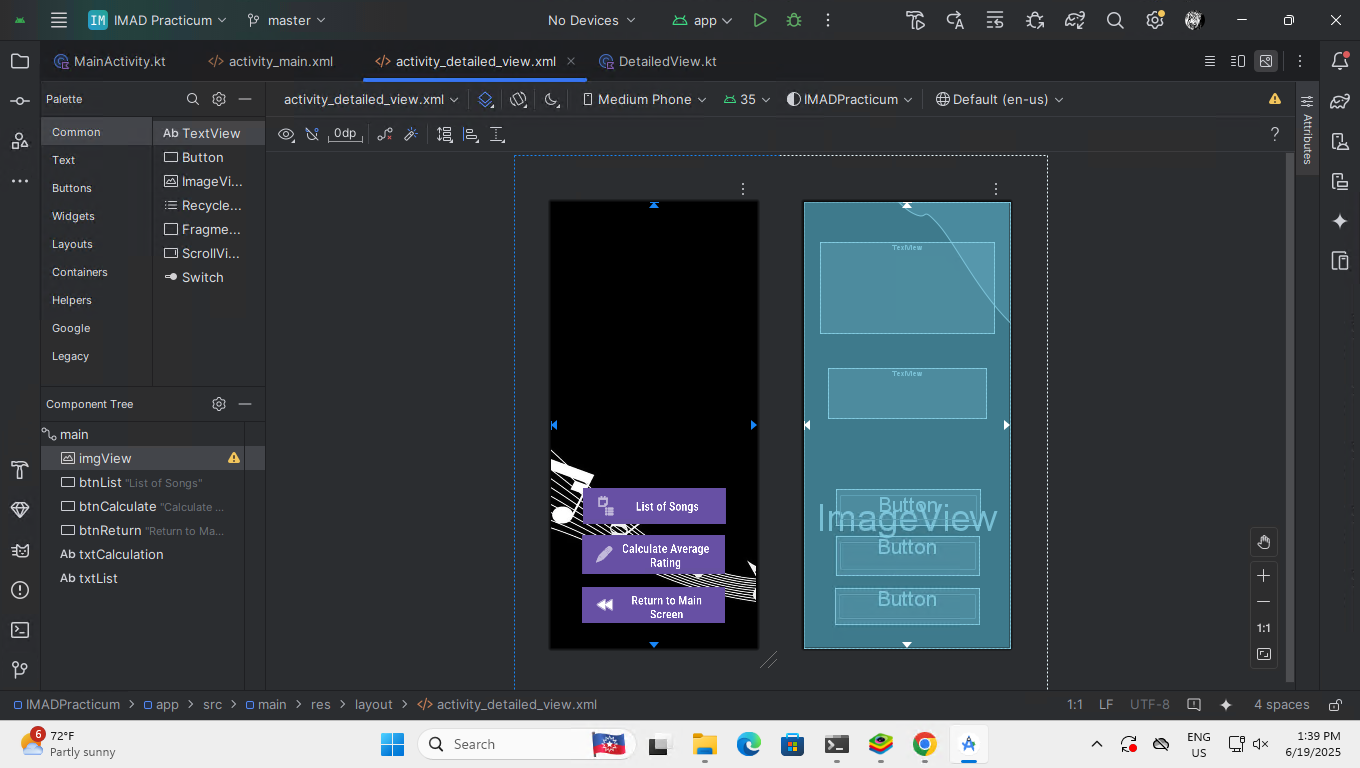 IM IMAD Practicum master No Devices app
MainActivity.kt activity_main.xml activity_detailed_view.xml DetailedView.kt
Palette activity_detailed_view.xml Medium Phone 35 IMADPracticum Default (en-us)
0dp ?
Common
Text
Buttons
Widgets
Layouts
Containers
Helpers
Google
Legacy
Ab TextView
Button
ImageVi...
Recycle...
Fragme...
ScrollVi...
Switch
Attributes
Component Tree
main
imgView
btnList "List of Songs"
btnCalculate "Calculate ...
btnReturn "Return to Ma...
Ab txtCalculation
Ab txtList
List of Songs
Calculate Average
Rating
Return to Main
Screen
TextView
TextView
Button
ImageView
Button
Button
1:1
IMADPracticum > app > src > main > res > layout > activity_detailed_view.xml 1:1 LF UTF-8 4 spaces
6
72°F
Partly sunny
Search
ENG
US
1:39 PM
6/19/2025